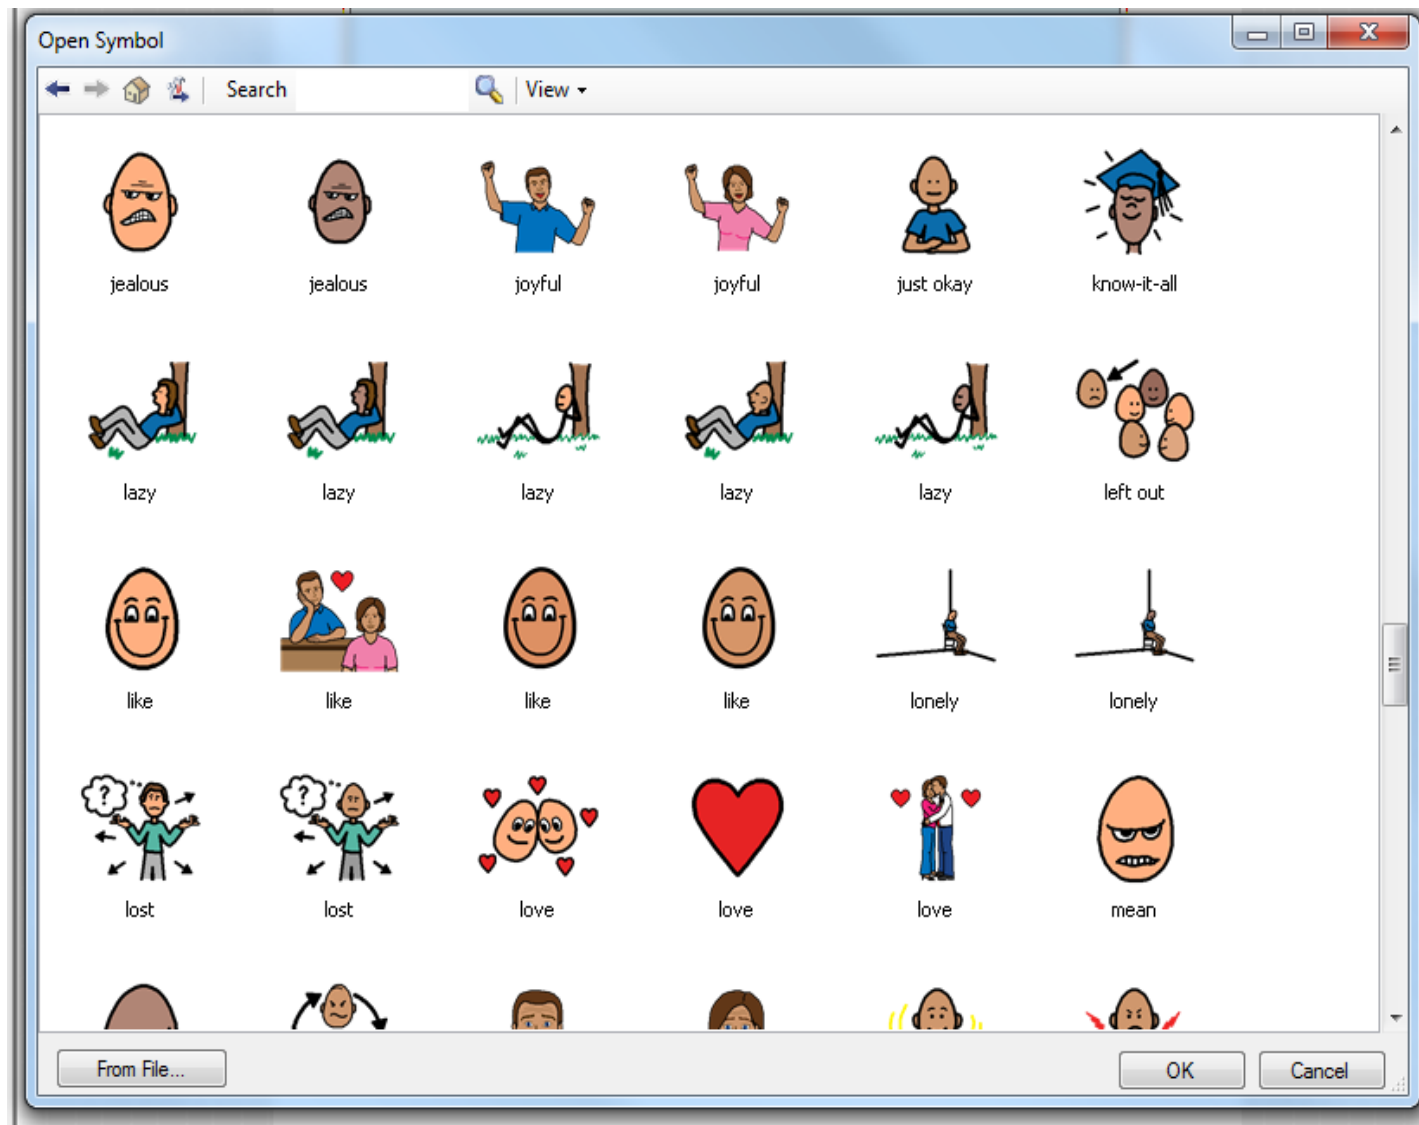 Open Symbol
Search View
jealous jealous joyful joyful just okay know-it-all
lazy lazy lazy lazy lazy left out
like like like like lonely lonely
? ?
lost lost love love love mean
From File... OK Cancel